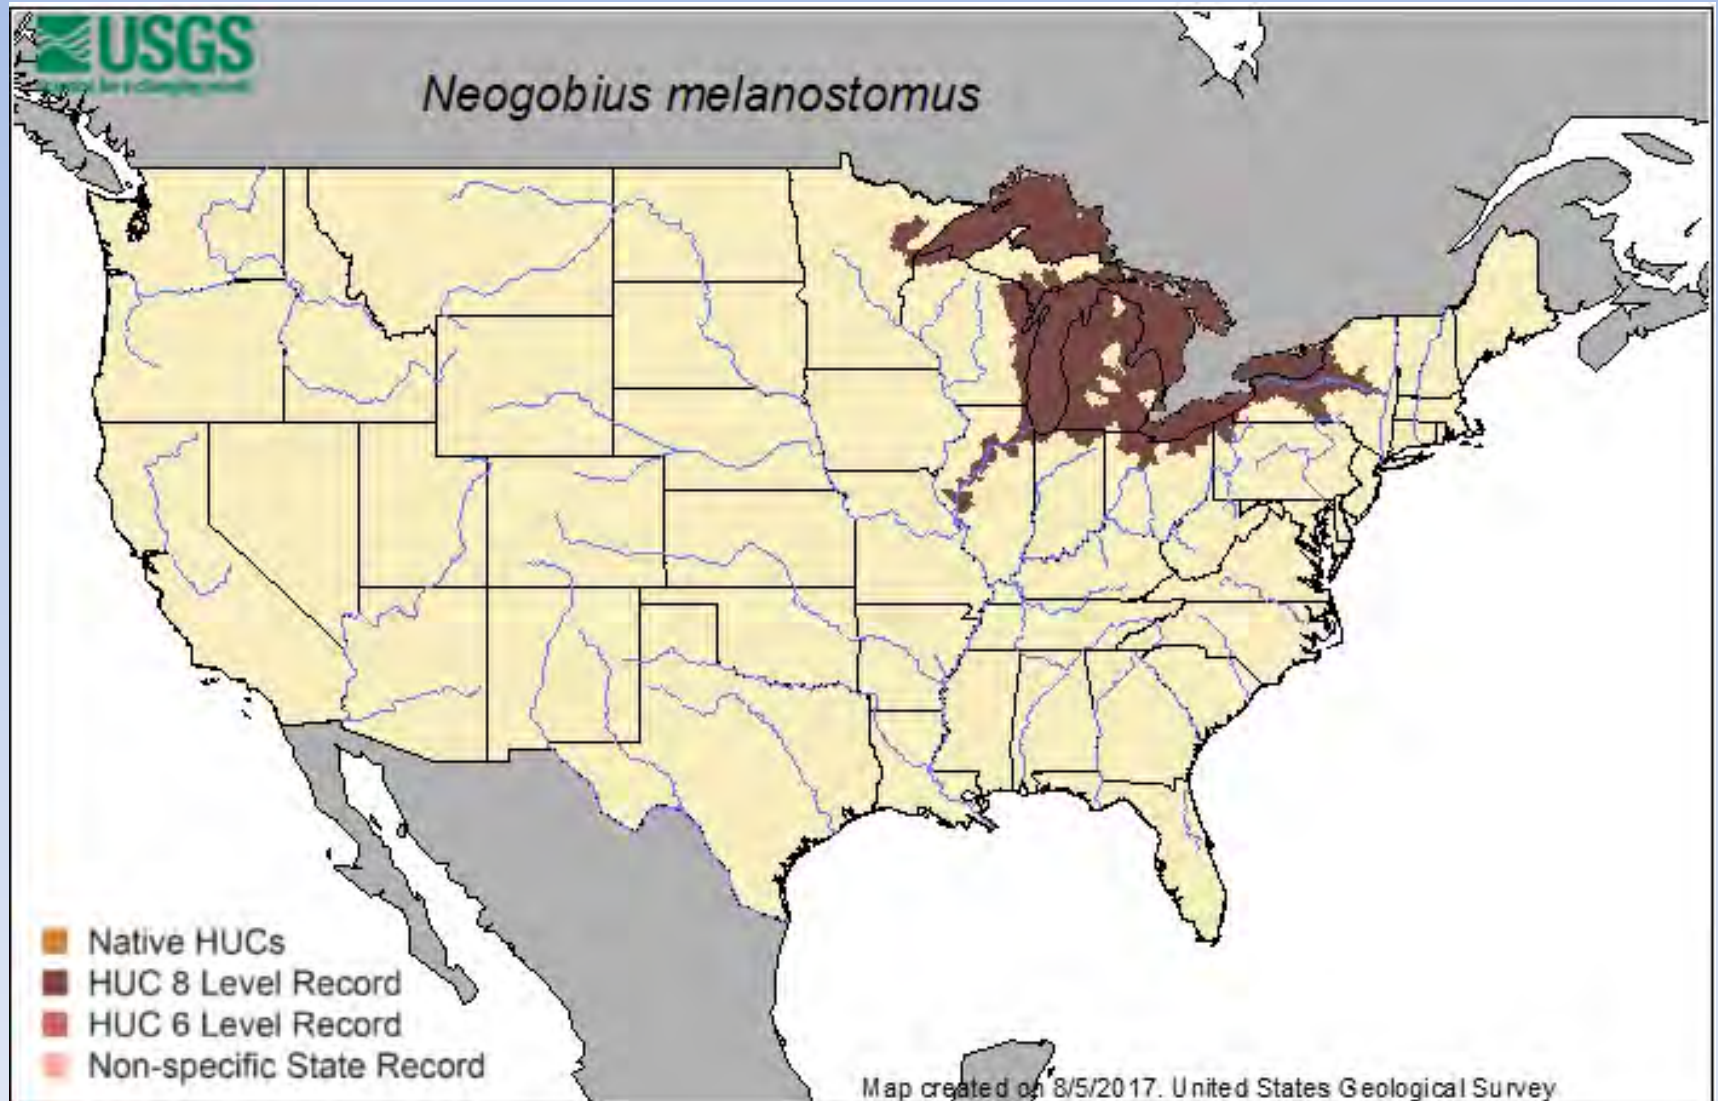 USGS
Neogobius melanostomus
Native HUCs
HUC 8 Level Record
HUC 6 Level Record
Non-specific State Record
Map created on 8/5/2017. United States Geological Survey